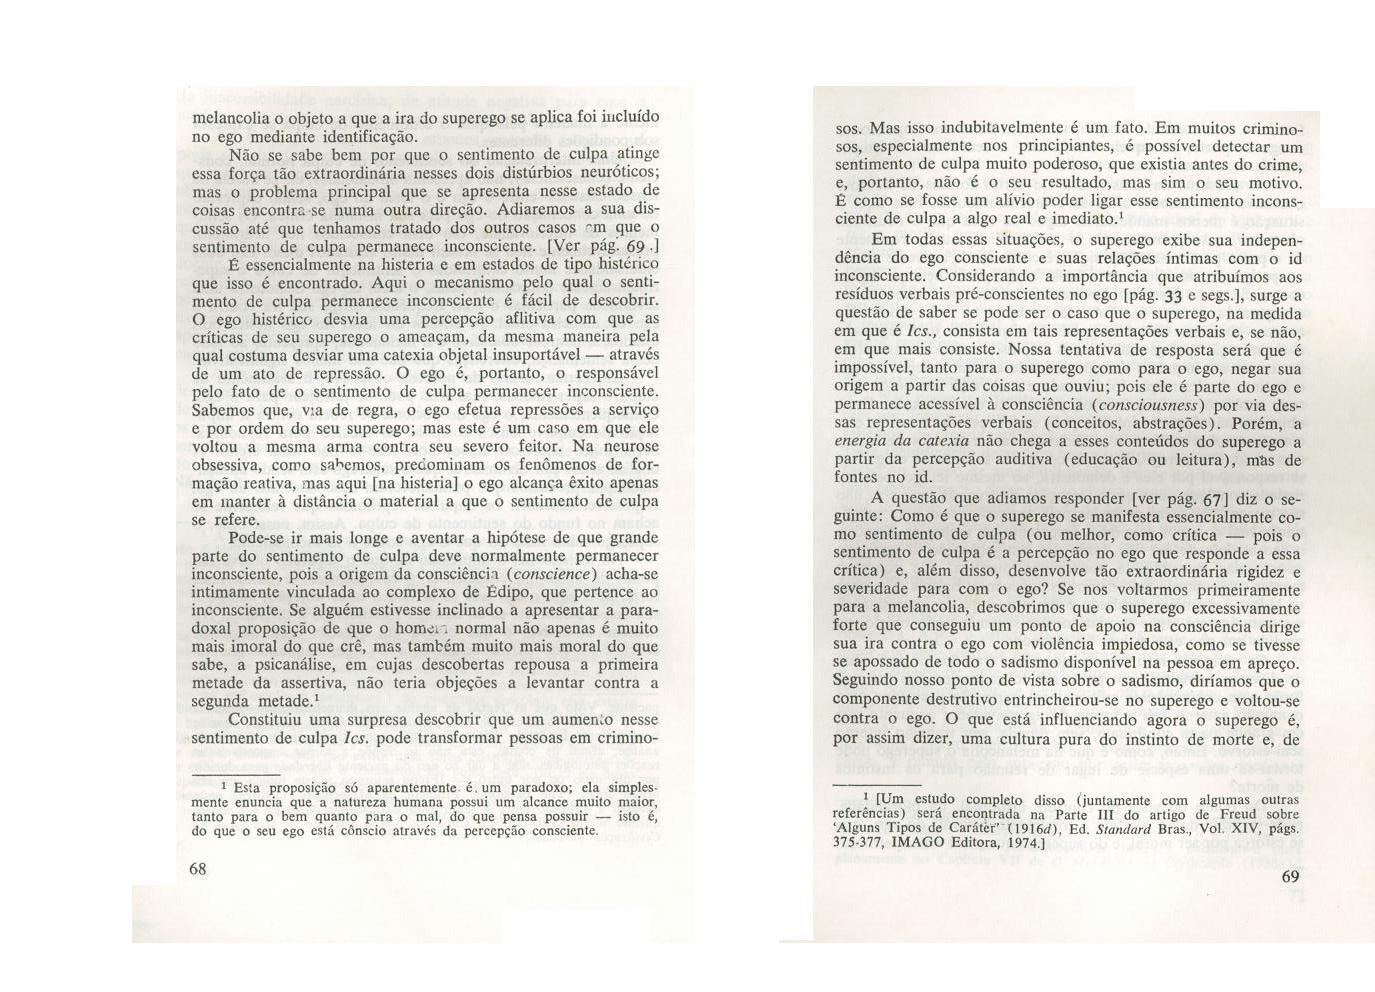 melancolia o objeto a que a ira do superego se aplica foi incluído
no ego mediante identificação.
Não se sabe bem por que o sentimento de culpa atinge
essa força tão extraordinária nesses dois distúrbios neuróticos;
mas o problema principal que se apresenta nesse estado de
coisas encontra-se numa outra direção. Adiaremos a sua dis-
cussão até que tenhamos tratado dos outros casos em que o
sentimento de culpa permanece inconsciente. [Ver pág. 69 .]
É essencialmente na histeria e em estados de tipo histérico
que isso é encontrado. Aqui o mecanismo pelo qual o senti-
mento de culpa permanece inconsciente é fácil de descobrir.
O ego histérico desvia uma percepção aflitiva com que as
críticas de seu superego o ameaçam, da mesma maneira pela
qual costuma desviar uma catexia objetal insuportável — através
de um ato de repressão. O ego é, portanto, o responsável
pelo fato de o sentimento de culpa permanecer inconsciente.
Sabemos que, via de regra, o ego efetua repressões a serviço
e por ordem do seu superego; mas este é um caso em que ele
voltou a mesma arma contra seu severo feitor. Na neurose
obsessiva, como sabemos, predominam os fenômenos de for-
mação reativa, mas aqui [na histeria] o ego alcança êxito apenas
em manter à distância o material a que o sentimento de culpa
se refere.
Pode-se ir mais longe e aventar a hipótese de que grande
parte do sentimento de culpa deve normalmente permanecer
inconsciente, pois a origem da consciência (conscience) acha-se
intimamente vinculada ao complexo de Édipo, que pertence ao
inconsciente. Se alguém estivesse inclinado a apresentar a para-
doxal proposição de que o homem normal não apenas é muito
mais imoral do que crê, mas também muito mais moral do que
sabe, a psicanálise, em cujas descobertas repousa a primeira
metade da assertiva, não teria objeções a levantar contra a
segunda metade.¹
Constituiu uma surpresa descobrir que um aumento nesse
sentimento de culpa Ics. pode transformar pessoas em crimino-
¹ Esta proposição só aparentemente é um paradoxo; ela simples-
mente enuncia que a natureza humana possui um alcance muito maior,
tanto para o bem quanto para o mal, do que pensa possuir — isto é,
do que o seu ego está cônscio através da percepção consciente.
68
sos. Mas isso indubitavelmente é um fato. Em muitos crimino-
sos, especialmente nos principiantes, é possível detectar um
sentimento de culpa muito poderoso, que existia antes do crime,
e, portanto, não é o seu resultado, mas sim o seu motivo.
É como se fosse um alívio poder ligar esse sentimento incons-
ciente de culpa a algo real e imediato.¹
Em todas essas situações, o superego exibe sua indepen-
dência do ego consciente e suas relações íntimas com o id
inconsciente. Considerando a importância que atribuímos aos
resíduos verbais pré-conscientes no ego [pág. 33 e segs.], surge a
questão de saber se pode ser o caso que o superego, na medida
em que é Ics., consista em tais representações verbais e, se não,
em que mais consiste. Nossa tentativa de resposta será que é
impossível, tanto para o superego como para o ego, negar sua
origem a partir das coisas que ouviu; pois ele é parte do ego e
permanece acessível à consciência (consciousness) por via des-
sas representações verbais (conceitos, abstrações). Porém, a
energia da catexia não chega a esses conteúdos do superego a
partir da percepção auditiva (educação ou leitura), mas de
fontes no id.
A questão que adiamos responder [ver pág. 67] diz o se-
guinte: Como é que o superego se manifesta essencialmente co-
mo sentimento de culpa (ou melhor, como crítica — pois o
sentimento de culpa é a percepção no ego que responde a essa
crítica) e, além disso, desenvolve tão extraordinária rigidez e
severidade para com o ego? Se nos voltarmos primeiramente
para a melancolia, descobrimos que o superego excessivamente
forte que conseguiu um ponto de apoio na consciência dirige
sua ira contra o ego com violência impiedosa, como se tivesse
se apossado de todo o sadismo disponível na pessoa em apreço.
Seguindo nosso ponto de vista sobre o sadismo, diríamos que o
componente destrutivo entrincheirou-se no superego e voltou-se
contra o ego. O que está influenciando agora o superego é,
por assim dizer, uma cultura pura do instinto de morte e, de
¹ [Um estudo completo disso (juntamente com algumas outras
referências) será encontrada na Parte III do artigo de Freud sobre
'Alguns Tipos de Caráter' (1916d), Ed. Standard Bras., Vol. XIV, págs.
375-377, IMAGO Editora, 1974.]
69